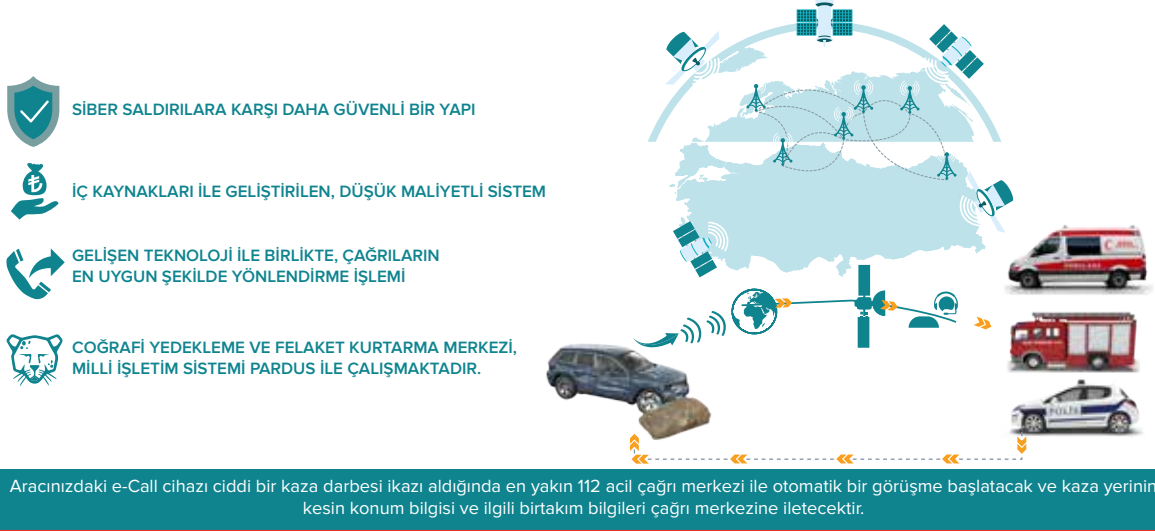 SİBER SALDIRILARA KARŞI DAHA GÜVENLİ BİR YAPI
İÇ KAYNAKLARI İLE GELİŞTİRİLEN, DÜŞÜK MALİYETLİ SİSTEM
GELİŞEN TEKNOLOJİ İLE BİRLİKTE, ÇAĞRILARIN
EN UYGUN ŞEKİLDE YÖNLENDİRME İŞLEMİ
COĞRAFİ YEDEKLEME VE FELAKET KURTARMA MERKEZİ,
MİLLİ İŞLETİM SİSTEMİ PARDUS İLE ÇALIŞMAKTADIR.
POLİS
Aracınızdaki e-Call cihazı ciddi bir kaza darbesi ikazı aldığında en yakın 112 acil çağrı merkezi ile otomatik bir görüşme başlatacak ve kaza yerinin
kesin konum bilgisi ve ilgili birtakım bilgileri çağrı merkezine iletecektir.